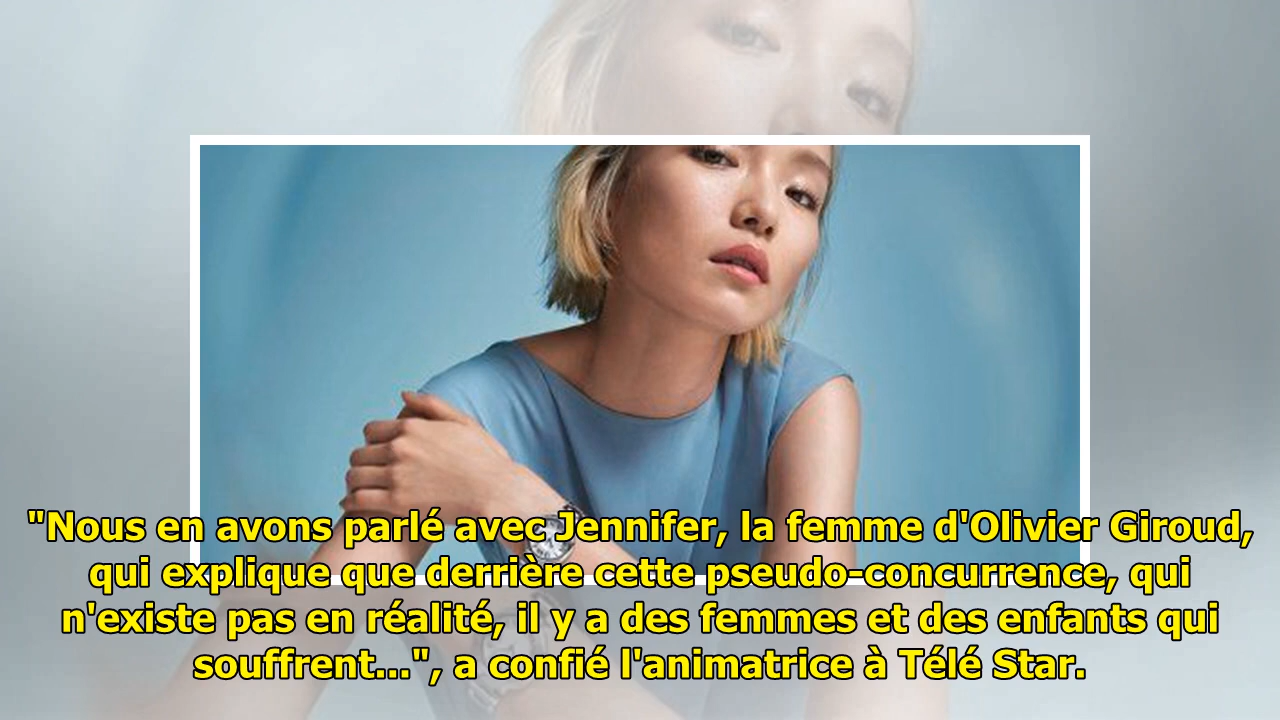 "Nous en avons parlé avec Jennifer, la femme d'Olivier Giroud,
qui explique que derrière cette pseudo-concurrence, qui
n'existe pas en réalité, il y a des femmes et des enfants qui
souffrent...", a confié l'animatrice à Télé Star.